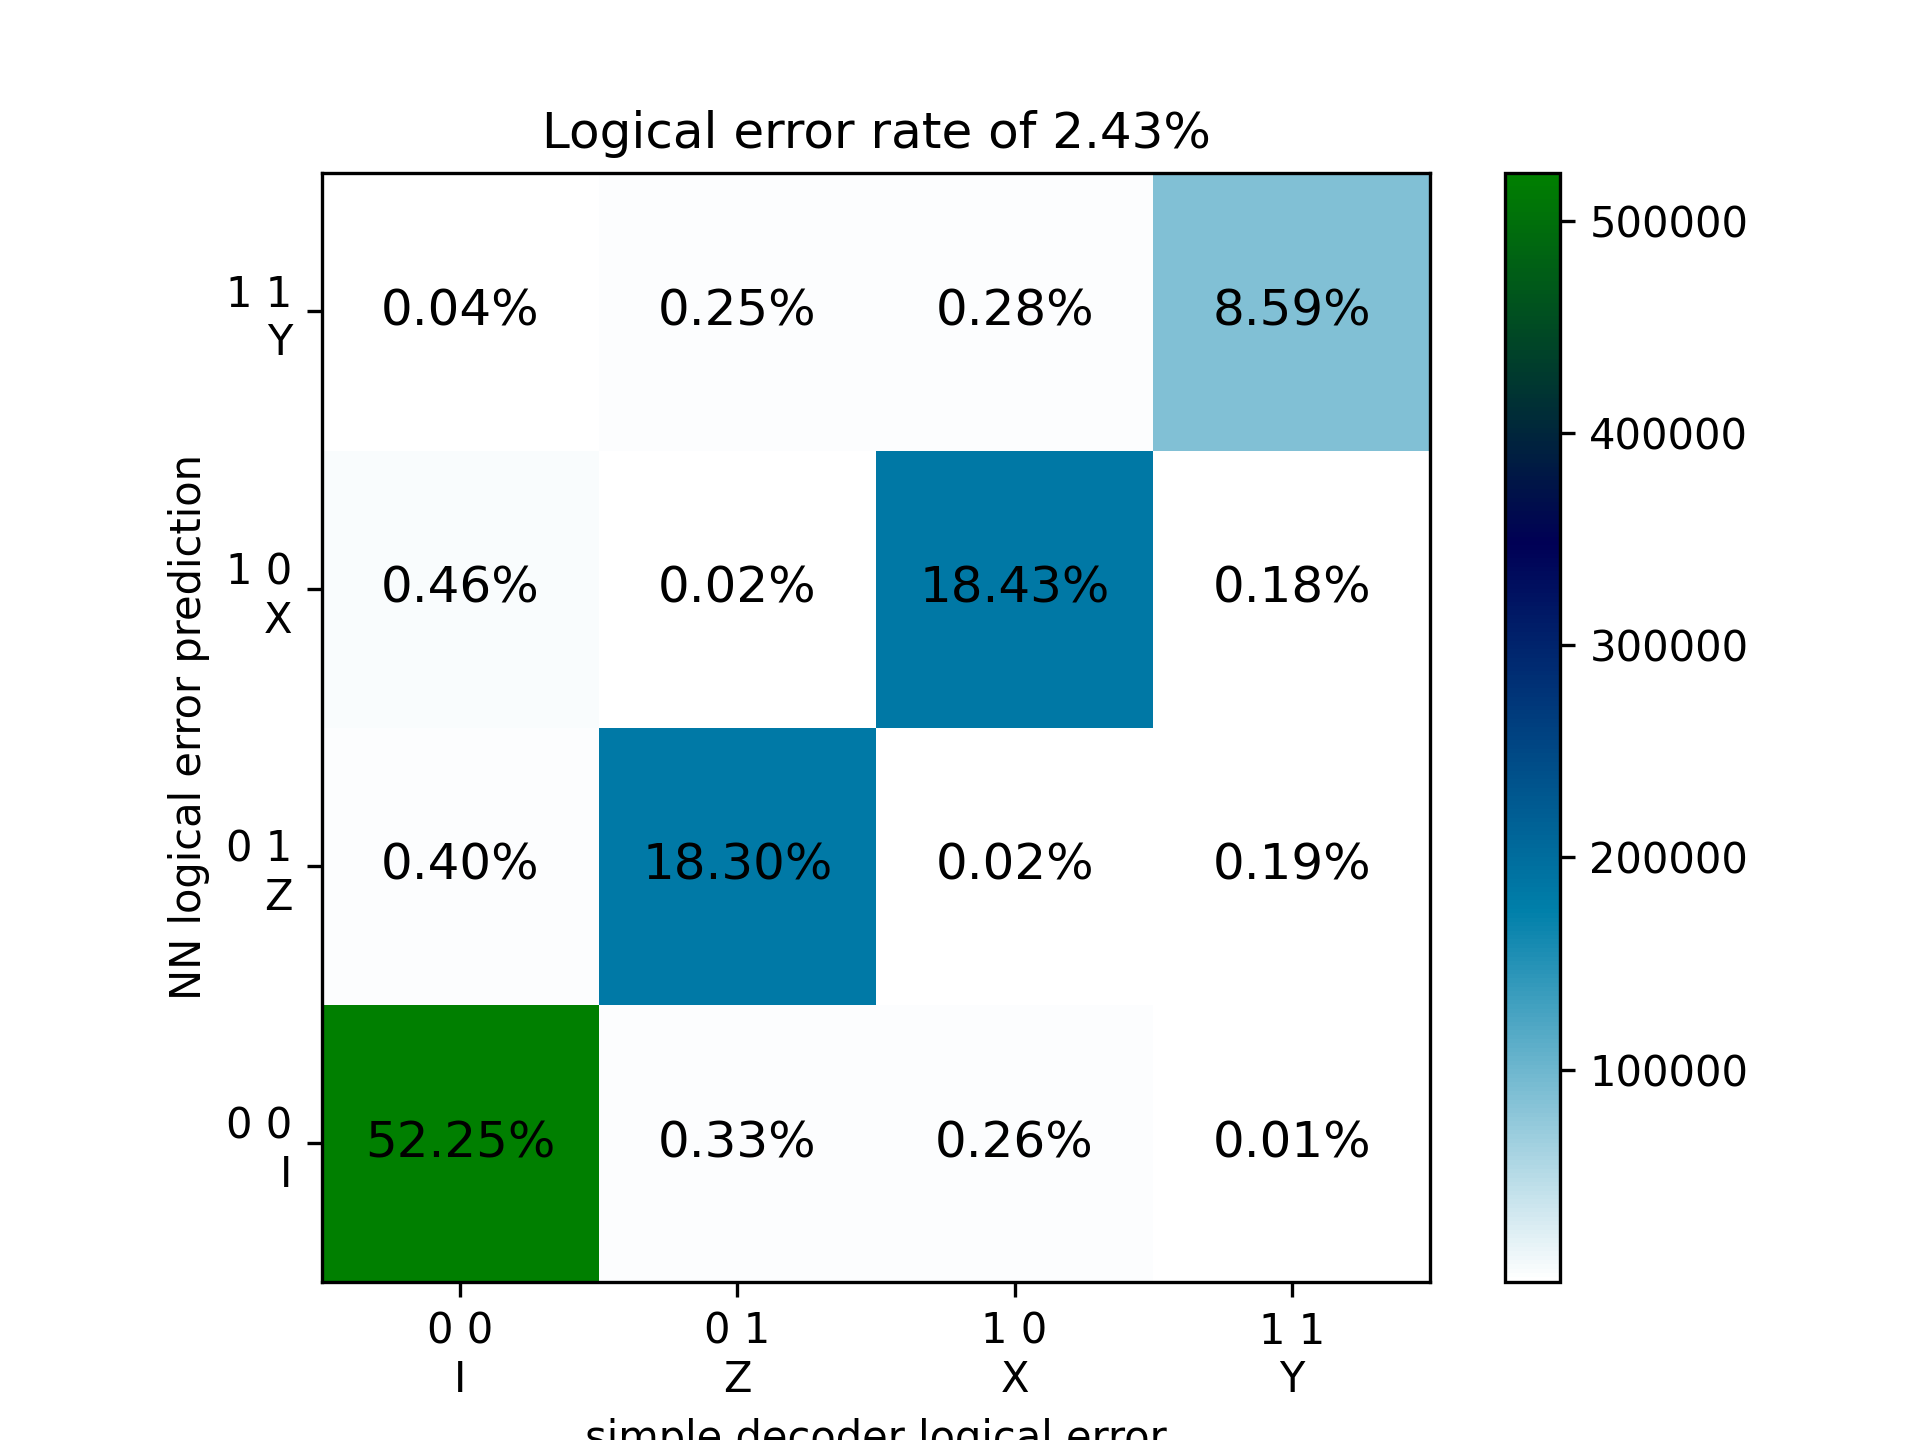 Logical error rate of 2.43%
NN logical error prediction
1 1
Y
0.04% 0.25% 0.28% 8.59%
1 0
X
0.46% 0.02% 18.43% 0.18%
0 1
Z
0.40% 18.30% 0.02% 0.19%
0 0
I
52.25% 0.33% 0.26% 0.01%
0 0
I
0 1
Z
1 0
X
1 1
Y
simple decoder logical error
500000
400000
300000
200000
100000